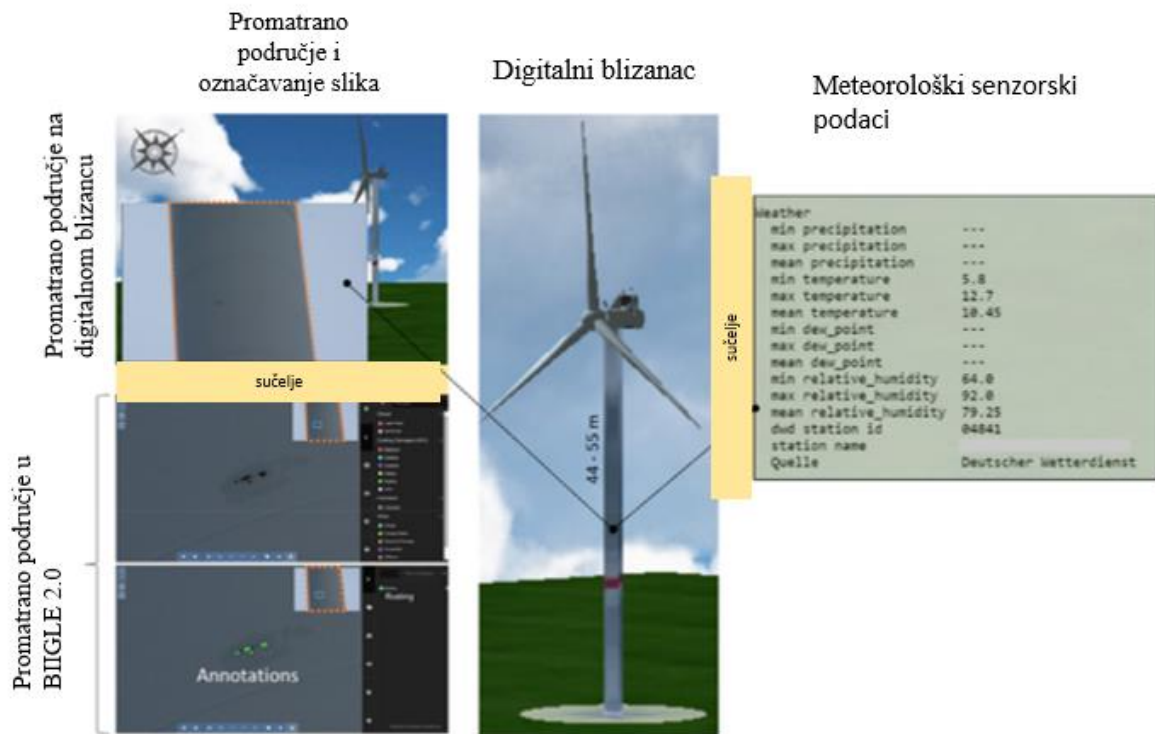 Promatrano
područje i
označavanje slika
Digitalni blizanac
Meteorološki senzorski
podaci
Promatrano područje na
digitalnom blizancu
sučelje
Promatrano područje u
BIIGLE 2.0
Annotations
44 - 55 m
sučelje
Weather
min precipitation ---
max precipitation ---
mean precipitation ---
min temperature 5.8
max temperature 12.7
mean temperature 10.45
min dew_point ---
max dew_point ---
mean dew_point ---
min relative_humidity 64.0
max relative_humidity 92.0
mean relative_humidity 79.25
dwd station id 04841
station name
Quelle Deutscher Wetterdienst